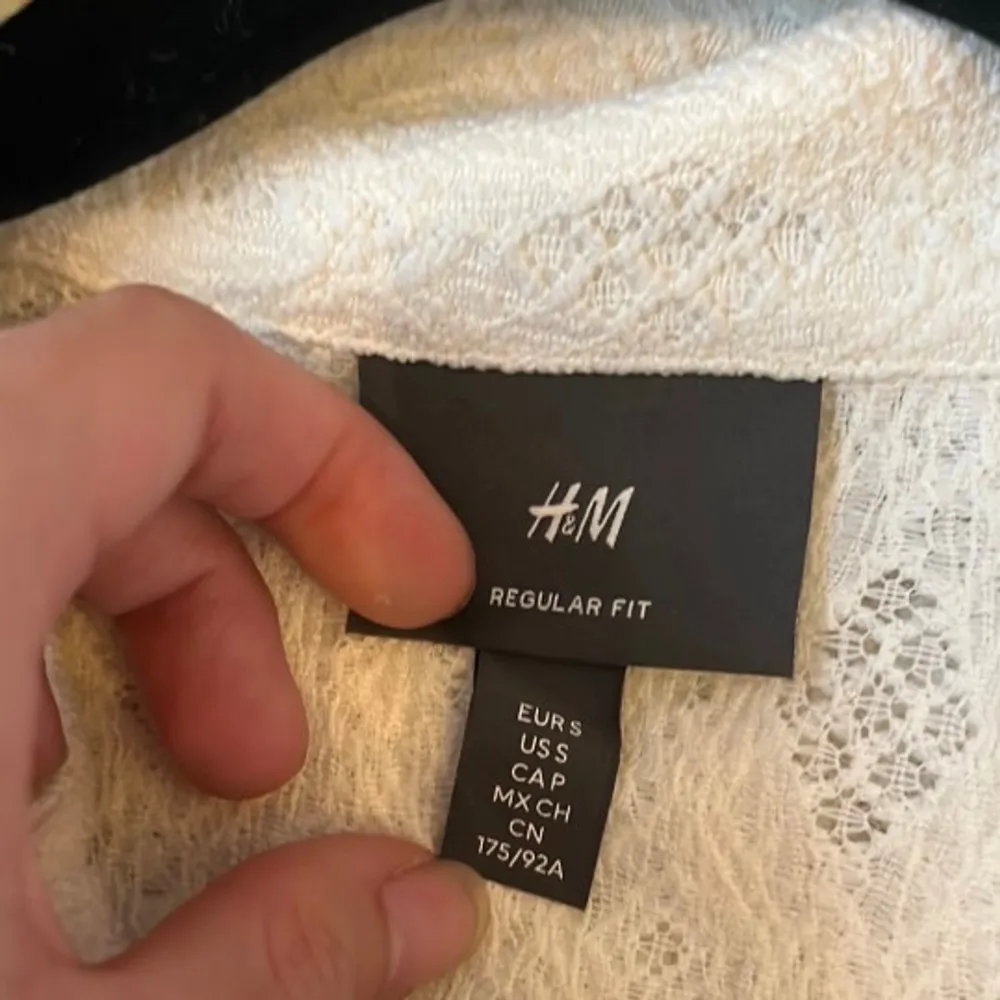 H&M
REGULAR FIT
EUR S
US S
CA P
MX CH
CN
175/92A